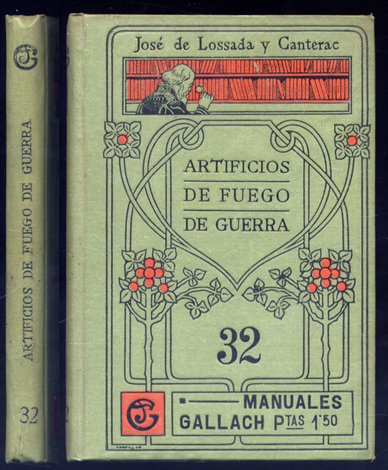 ARTIFICIOS DE FUEGO DE GUERRA
32
José de Lossada y Canterac
ARTIFICIOS
DE FUEGO
DE GUERRA
32
MANUALES
GALLACH PTAS 1'50